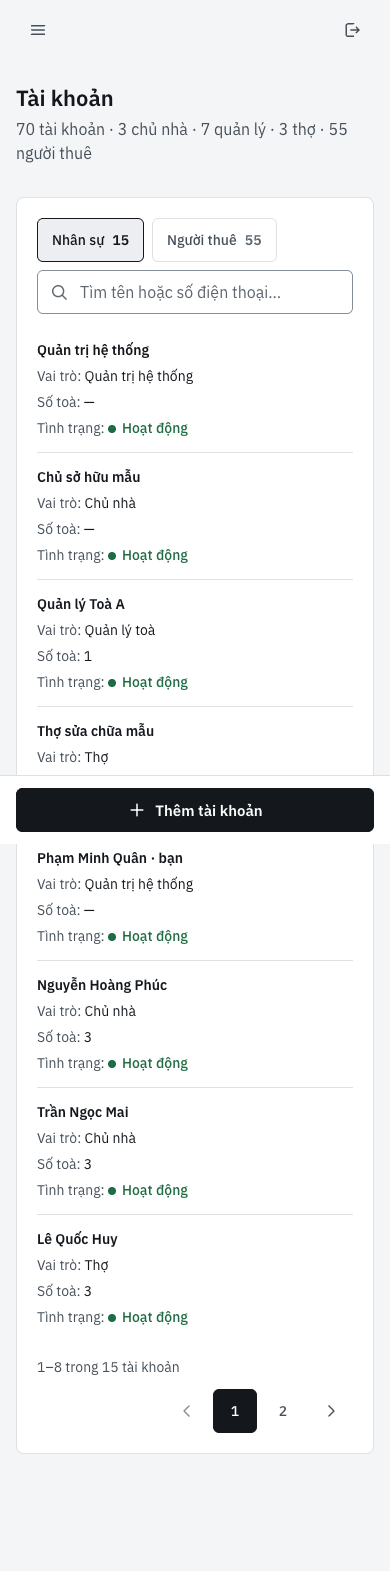 Tài khoản
70 tài khoản · 3 chủ nhà · 7 quản lý · 3 thợ · 55
người thuê
Nhân sự 15 Người thuê 55
Tìm tên hoặc số điện thoại...
Quản trị hệ thống
Vai trò: Quản trị hệ thống
Số toà: —
Tình trạng: Hoạt động
Chủ sở hữu mẫu
Vai trò: Chủ nhà
Số toà: —
Tình trạng: Hoạt động
Quản lý Toà A
Vai trò: Quản lý toà
Số toà: 1
Tình trạng: Hoạt động
Thợ sửa chữa mẫu
Vai trò: Thợ
Thêm tài khoản
Phạm Minh Quân · bạn
Vai trò: Quản trị hệ thống
Số toà: —
Tình trạng: Hoạt động
Nguyễn Hoàng Phúc
Vai trò: Chủ nhà
Số toà: 3
Tình trạng: Hoạt động
Trần Ngọc Mai
Vai trò: Chủ nhà
Số toà: 3
Tình trạng: Hoạt động
Lê Quốc Huy
Vai trò: Thợ
Số toà: 3
Tình trạng: Hoạt động
1–8 trong 15 tài khoản
1 2